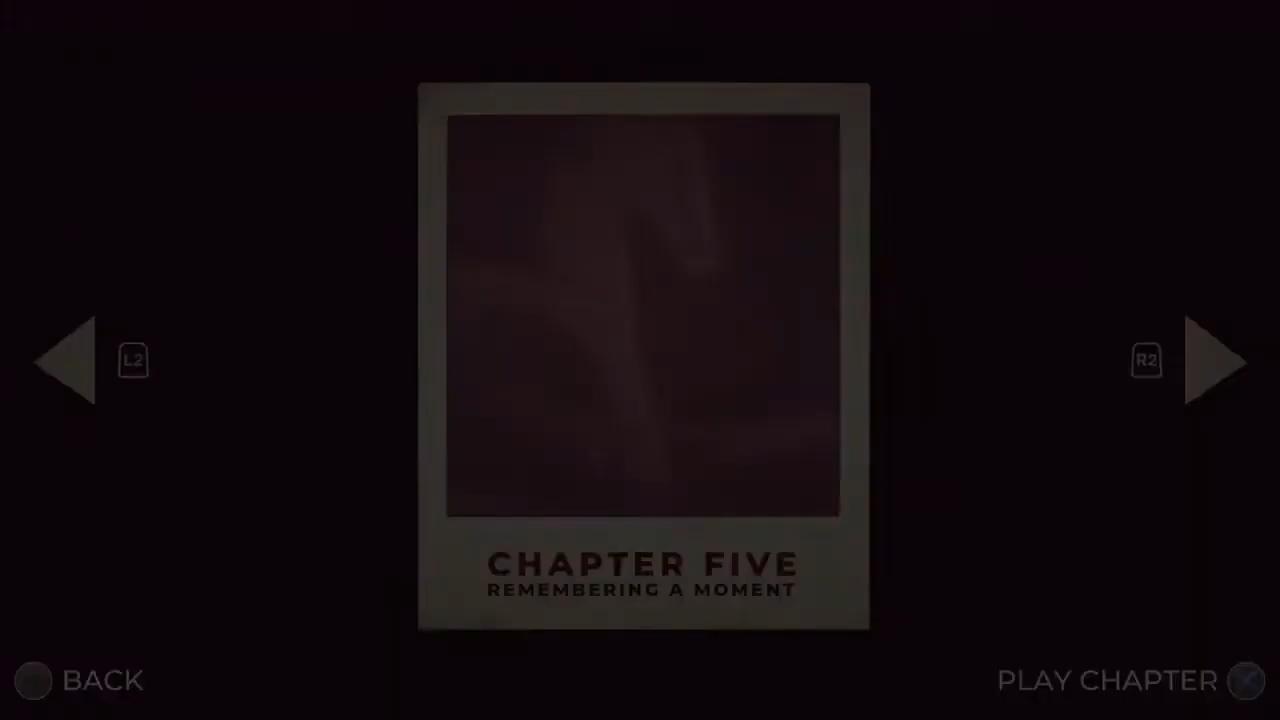 L2
R2
CHAPTER FIVE
REMEMBERING A MOMENT
BACK
PLAY CHAPTER